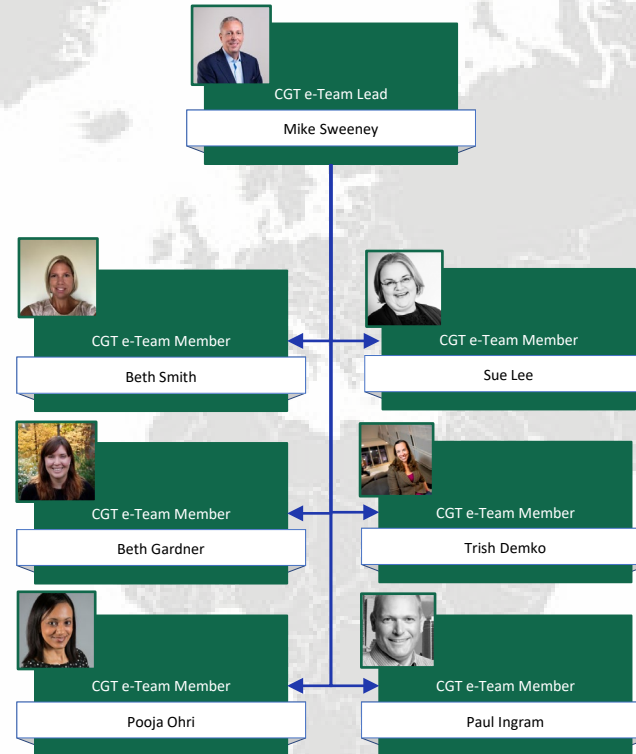 CGT e-Team Lead
Mike Sweeney
CGT e-Team Member
Beth Smith
CGT e-Team Member
Sue Lee
CGT e-Team Member
Beth Gardner
CGT e-Team Member
Trish Demko
CGT e-Team Member
Pooja Ohri
CGT e-Team Member
Paul Ingram